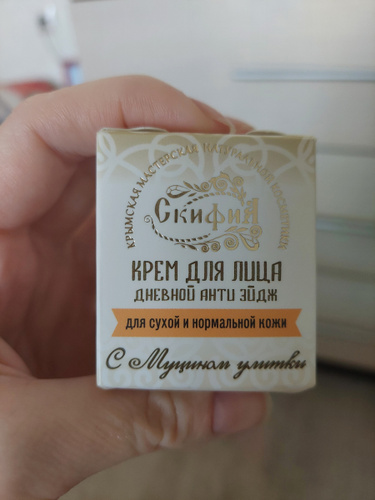 КРЫМСКАЯ МАСТЕРСКАЯ НАТУРАЛЬНОЙ КОСМЕТИКИ
СКИФИЯ
КРЕМ ДЛЯ ЛИЦА
ДНЕВНОЙ АНТИ ЭЙДЖ
для сухой и нормальной кожи
С Муцином улитки